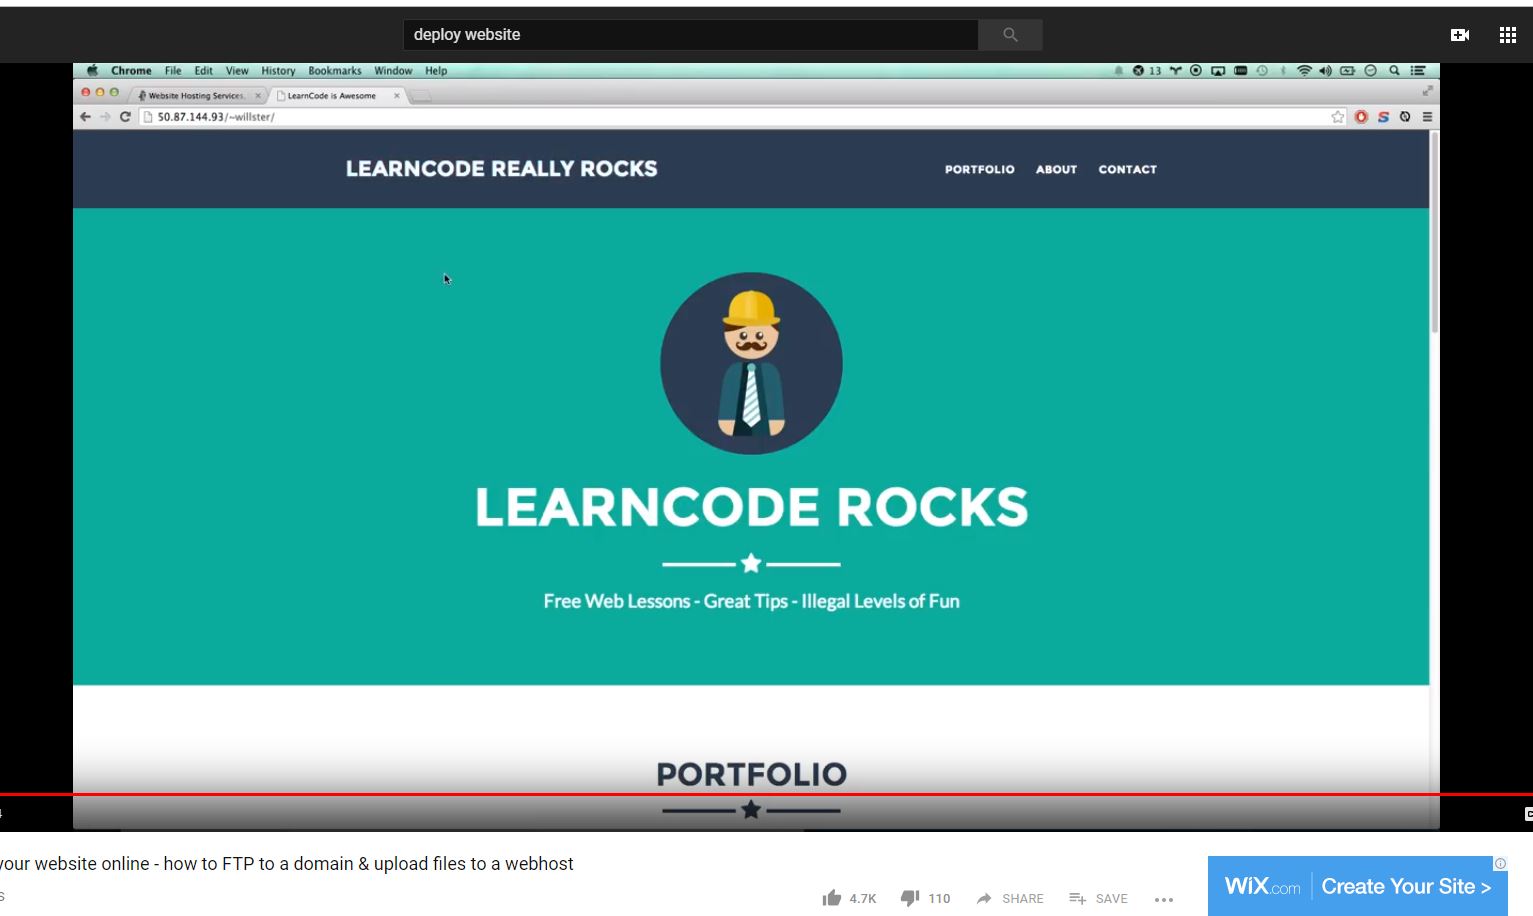 deploy website
Chrome File Edit View History Bookmarks Window Help 13
Website Hosting Services, × LearnCode is Awesome ×
50.87.144.93/~willster/
LEARNCODE REALLY ROCKS PORTFOLIO ABOUT CONTACT
LEARNCODE ROCKS
Free Web Lessons - Great Tips - Illegal Levels of Fun
PORTFOLIO
your website online - how to FTP to a domain & upload files to a webhost
4.7K 110 SHARE SAVE
WiX.com Create Your Site >